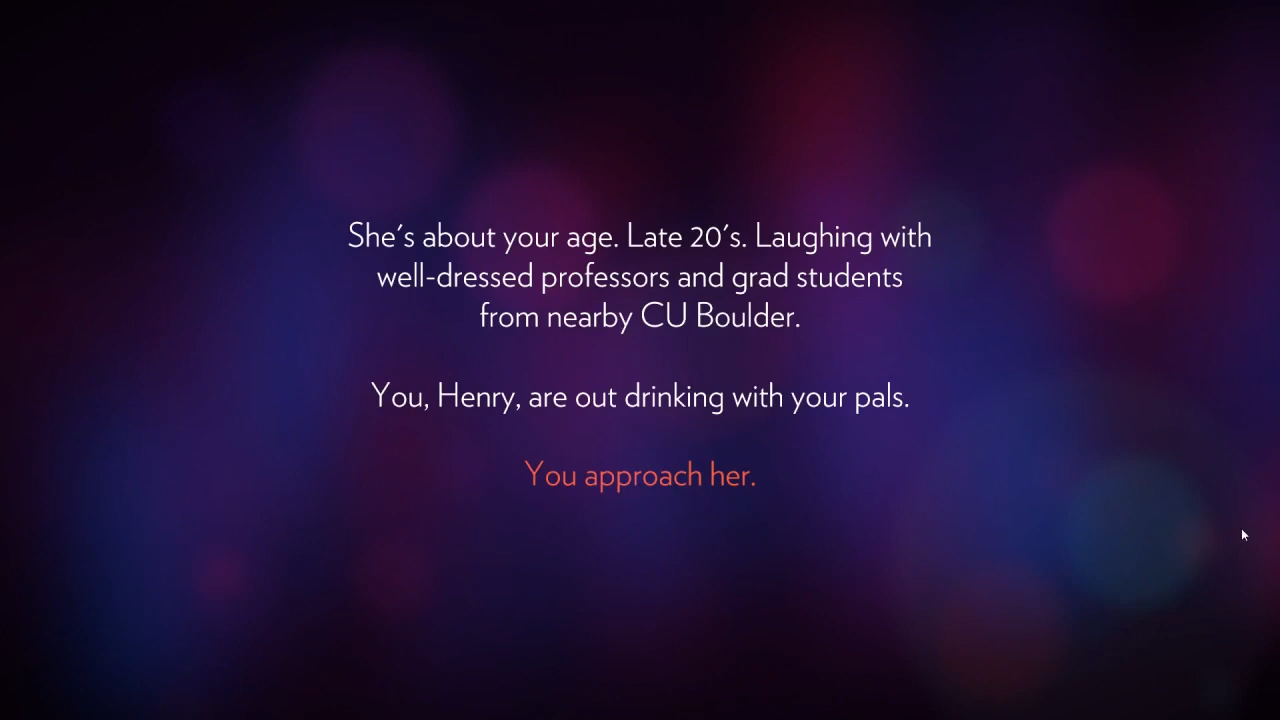 She's about your age. Late 20's. Laughing with
well-dressed professors and grad students
from nearby CU Boulder.
You, Henry, are out drinking with your pals.
You approach her.